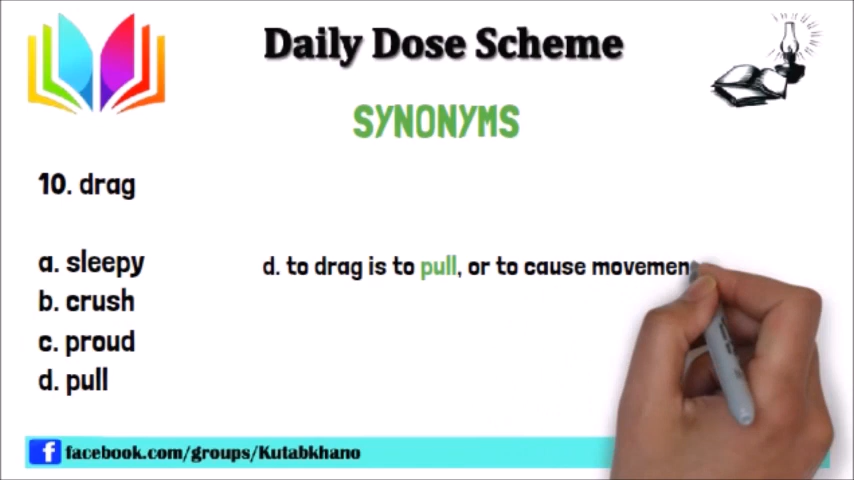 Daily Dose Scheme
SYNONYMS
10. drag
a. sleepy
b. crush
c. proud
d. pull
d. to drag is to pull, or to cause movemen
facebook.com/groups/Kutabkhano